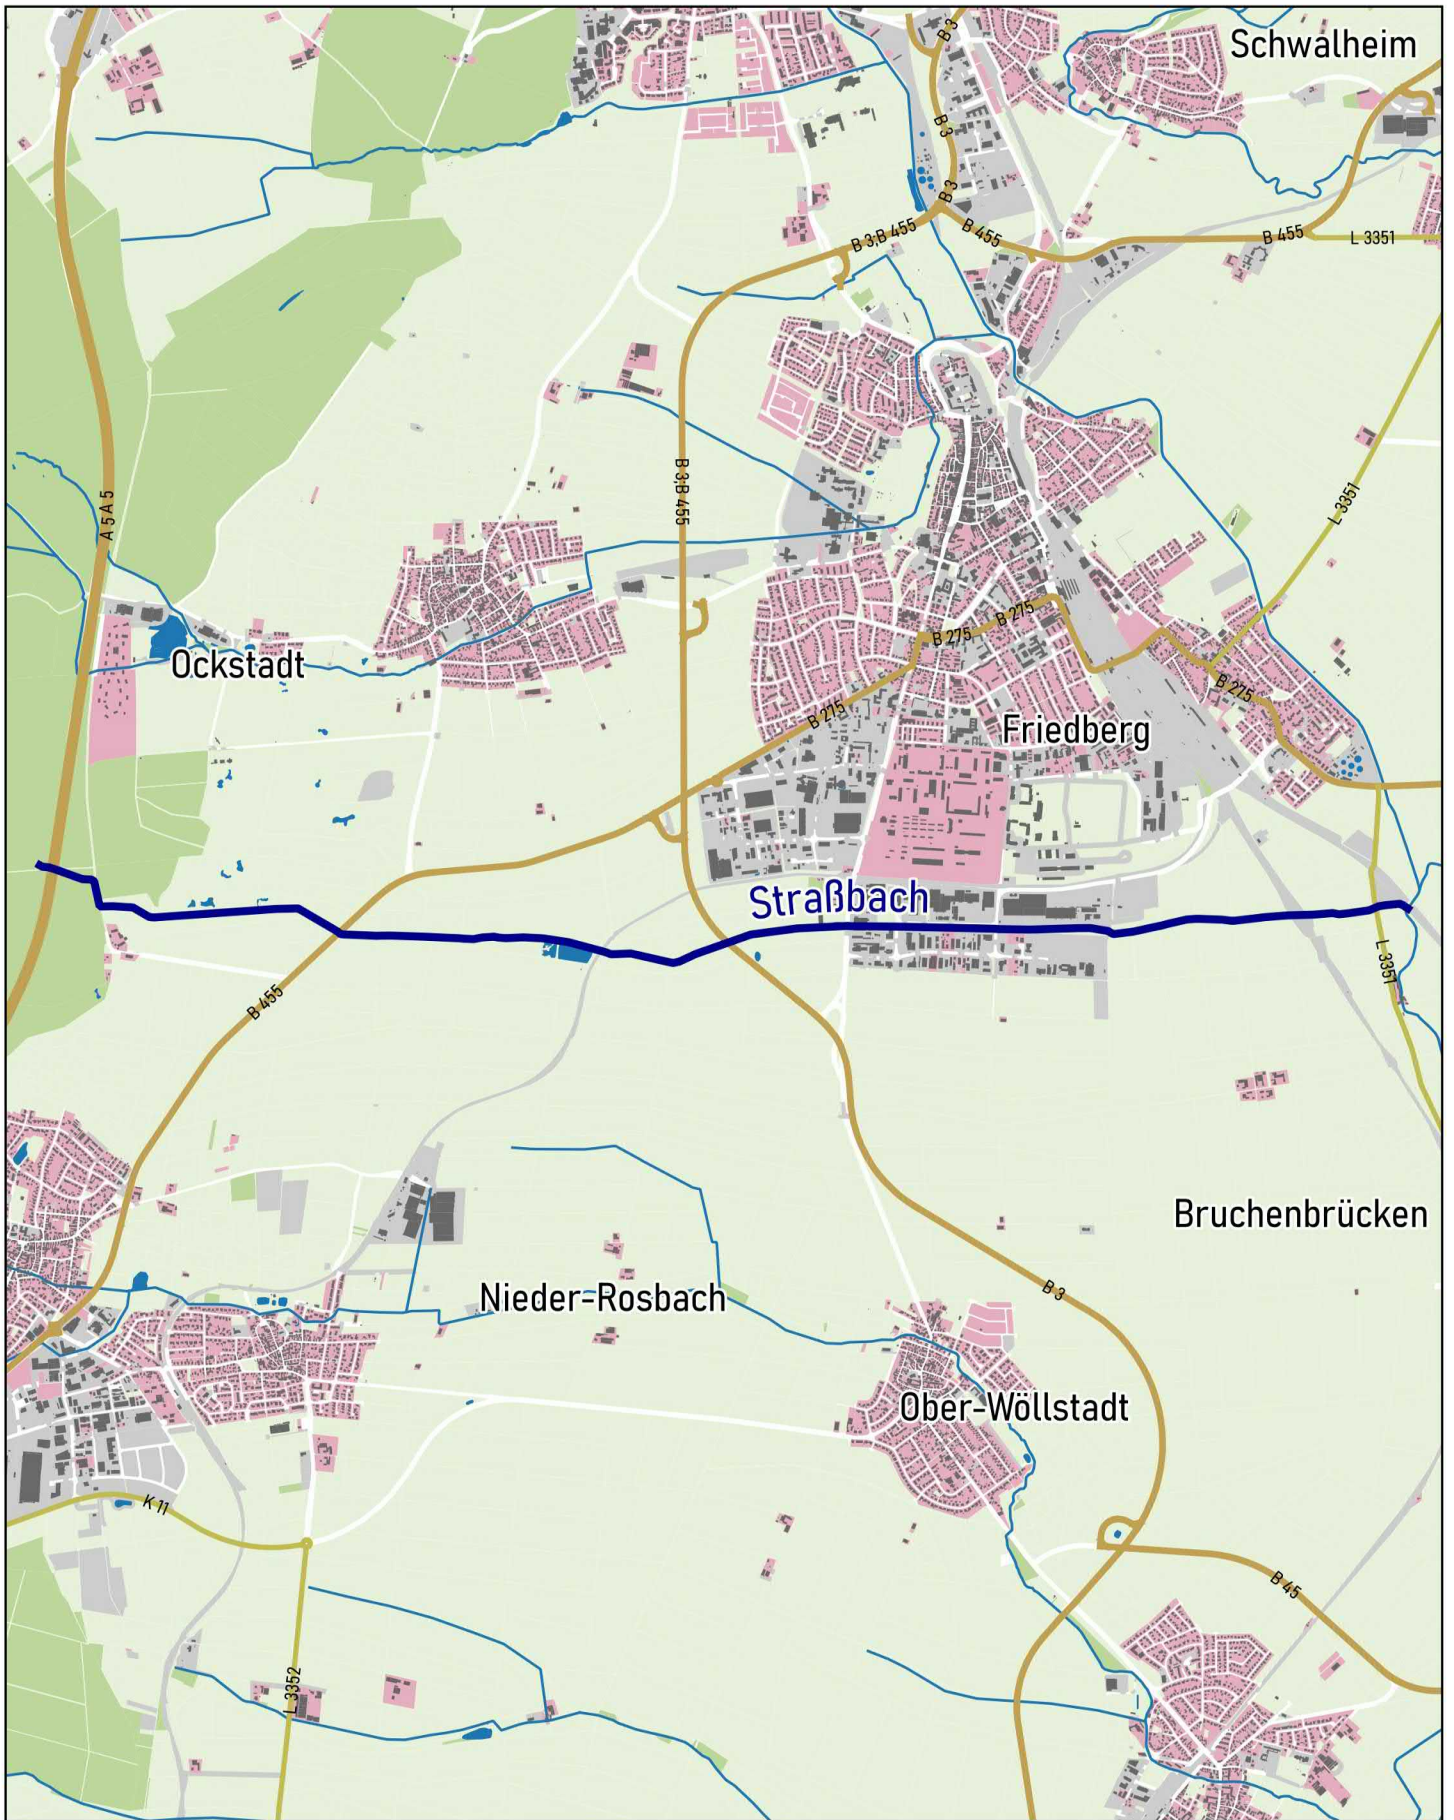 Schwalheim
B 3
B 3
B 3
B 3;B 455
B 455
B 455
L 3351
A 5 A 5
B 3;B 455
L 3351
B 275
B 275
Ockstadt
B 275
B 275
Friedberg
Straßbach
L 3351
B 455
Bruchenbrücken
B 3
Nieder-Rosbach
Ober-Wöllstadt
K 11
B 45
L 3352